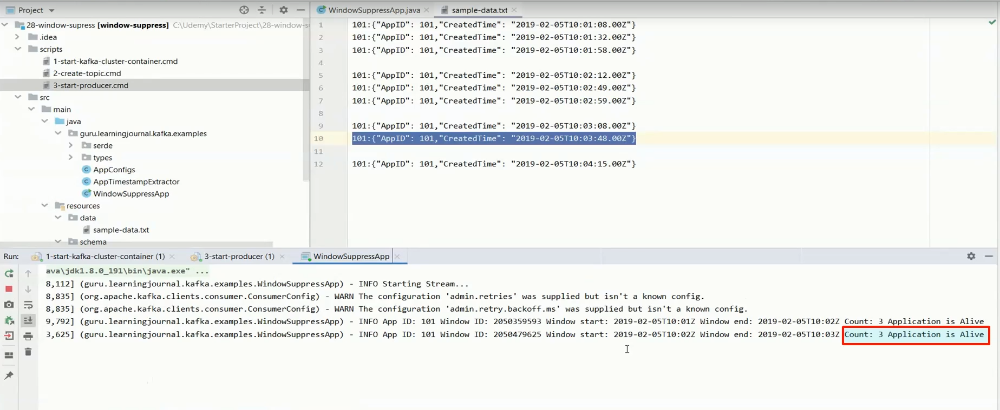 Project
28-window-supress [window-suppress] C:\Udemy\StarterProject\28-window-s
.idea
scripts
1-start-kafka-cluster-container.cmd
2-create-topic.cmd
3-start-producer.cmd
src
main
java
guru.learningjournal.kafka.examples
serde
types
AppConfigs
AppTimestampExtractor
WindowSuppressApp
resources
data
sample-data.txt
schema
WindowSuppressApp.java sample-data.txt
1 101:{"AppID": 101,"CreatedTime": "2019-02-05T10:01:08.00Z"}
2 101:{"AppID": 101,"CreatedTime": "2019-02-05T10:01:32.00Z"}
3 101:{"AppID": 101,"CreatedTime": "2019-02-05T10:01:58.00Z"}
4
5 101:{"AppID": 101,"CreatedTime": "2019-02-05T10:02:12.00Z"}
6 101:{"AppID": 101,"CreatedTime": "2019-02-05T10:02:49.00Z"}
7 101:{"AppID": 101,"CreatedTime": "2019-02-05T10:02:59.00Z"}
8
9 101:{"AppID": 101,"CreatedTime": "2019-02-05T10:03:08.00Z"}
10 101:{"AppID": 101,"CreatedTime": "2019-02-05T10:03:48.00Z"}
11
12 101:{"AppID": 101,"CreatedTime": "2019-02-05T10:04:15.00Z"}
Run: 1-start-kafka-cluster-container (1) 3-start-producer (1) WindowSuppressApp
ava\jdk1.8.0_191\bin\java.exe" ...
8,112] (guru.learningjournal.kafka.examples.WindowSuppressApp) - INFO Starting Stream...
8,835] (org.apache.kafka.clients.consumer.ConsumerConfig) - WARN The configuration 'admin.retries' was supplied but isn't a known config.
8,835] (org.apache.kafka.clients.consumer.ConsumerConfig) - WARN The configuration 'admin.retry.backoff.ms' was supplied but isn't a known config.
9,792] (guru.learningjournal.kafka.examples.WindowSuppressApp) - INFO App ID: 101 Window ID: 2050359593 Window start: 2019-02-05T10:01Z Window end: 2019-02-05T10:02Z Count: 3 Application is Alive
3,625] (guru.learningjournal.kafka.examples.WindowSuppressApp) - INFO App ID: 101 Window ID: 2050479625 Window start: 2019-02-05T10:02Z Window end: 2019-02-05T10:03Z Count: 3 Application is Alive